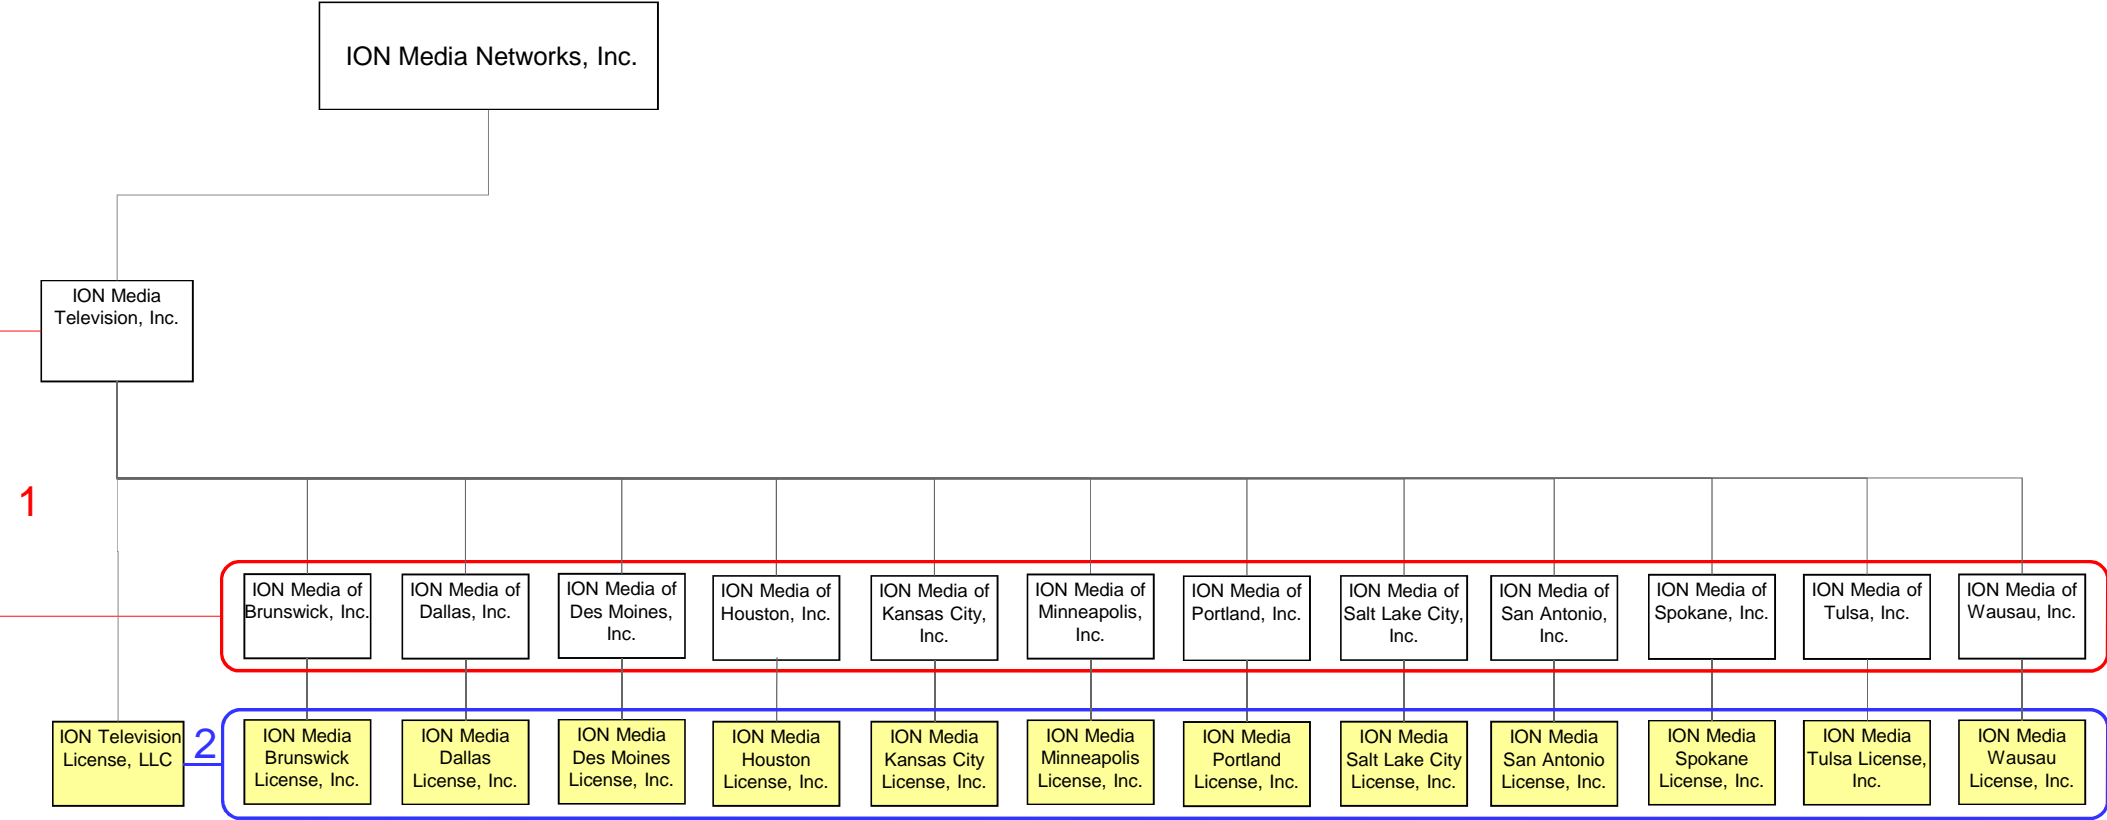 ION Media Networks, Inc.
ION Media
Television, Inc.
1
ION Media of
Brunswick, Inc.
ION Media of
Dallas, Inc.
ION Media of
Des Moines,
Inc.
ION Media of
Houston, Inc.
ION Media of
Kansas City,
Inc.
ION Media of
Minneapolis,
Inc.
ION Media of
Portland, Inc.
ION Media of
Salt Lake City,
Inc.
ION Media of
San Antonio,
Inc.
ION Media of
Spokane, Inc.
ION Media of
Tulsa, Inc.
ION Media of
Wausau, Inc.
ION Television
License, LLC
2
ION Media
Brunswick
License, Inc.
ION Media
Dallas
License, Inc.
ION Media
Des Moines
License, Inc.
ION Media
Houston
License, Inc.
ION Media
Kansas City
License, Inc.
ION Media
Minneapolis
License, Inc.
ION Media
Portland
License, Inc.
ION Media
Salt Lake City
License, Inc.
ION Media
San Antonio
License, Inc.
ION Media
Spokane
License, Inc.
ION Media
Tulsa License,
Inc.
ION Media
Wausau
License, Inc.